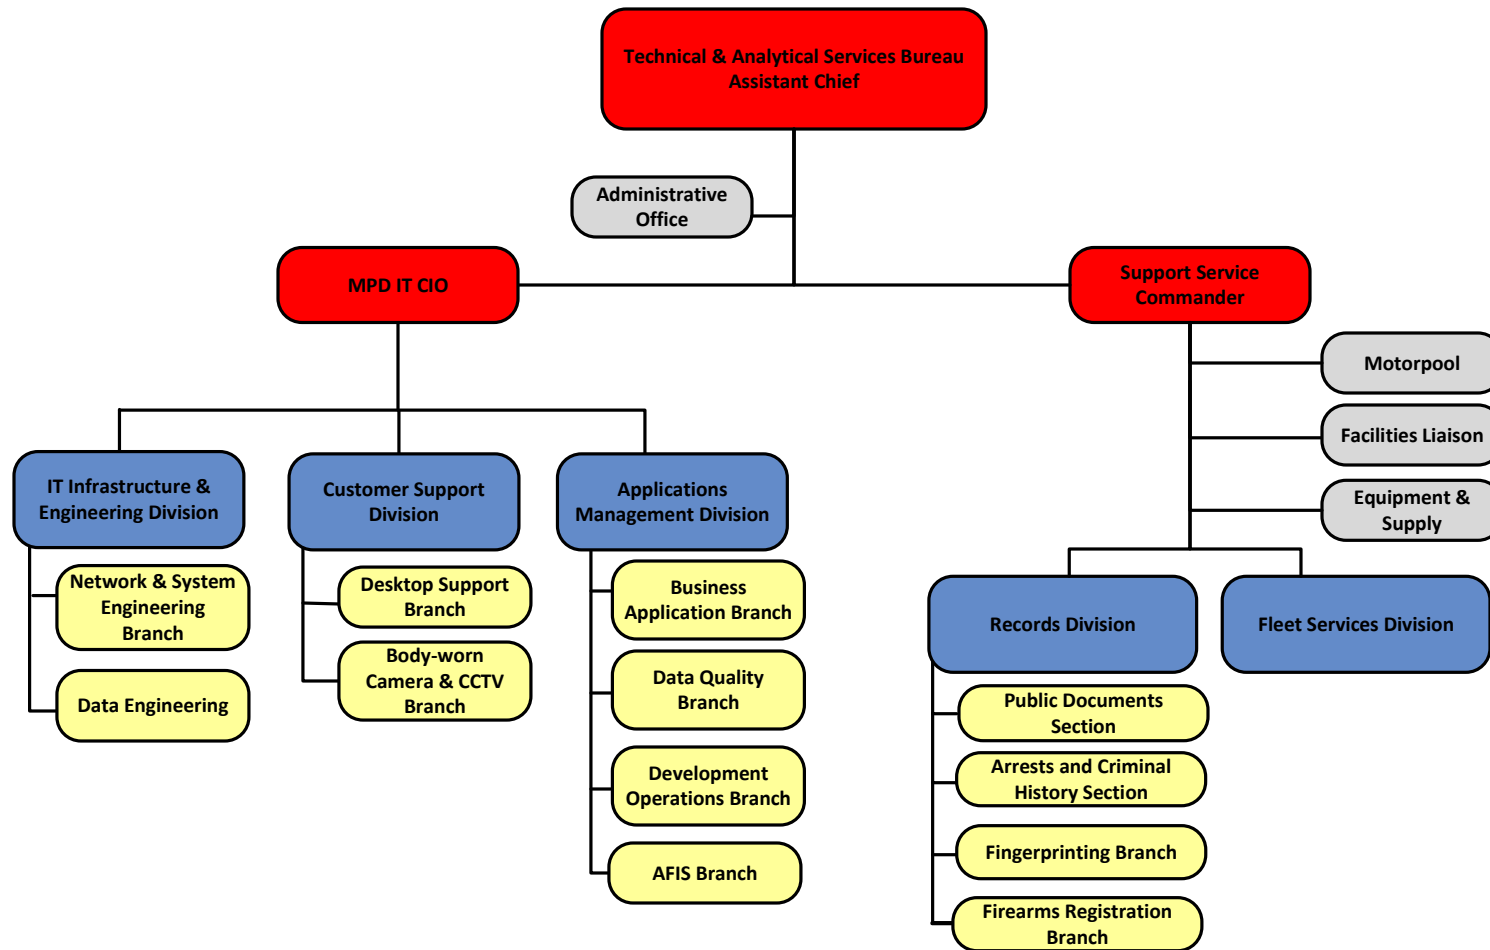 Technical & Analytical Services Bureau
Assistant Chief
Administrative
Office
MPD IT CIO
Support Service
Commander
Motorpool
Facilities Liaison
Equipment &
Supply
IT Infrastructure &
Engineering Division
Customer Support
Division
Applications
Management Division
Network & System
Engineering
Branch
Data Engineering
Desktop Support
Branch
Body-worn
Camera & CCTV
Branch
Business
Application Branch
Data Quality
Branch
Development
Operations Branch
AFIS Branch
Records Division
Fleet Services Division
Public Documents
Section
Arrests and Criminal
History Section
Fingerprinting Branch
Firearms Registration
Branch